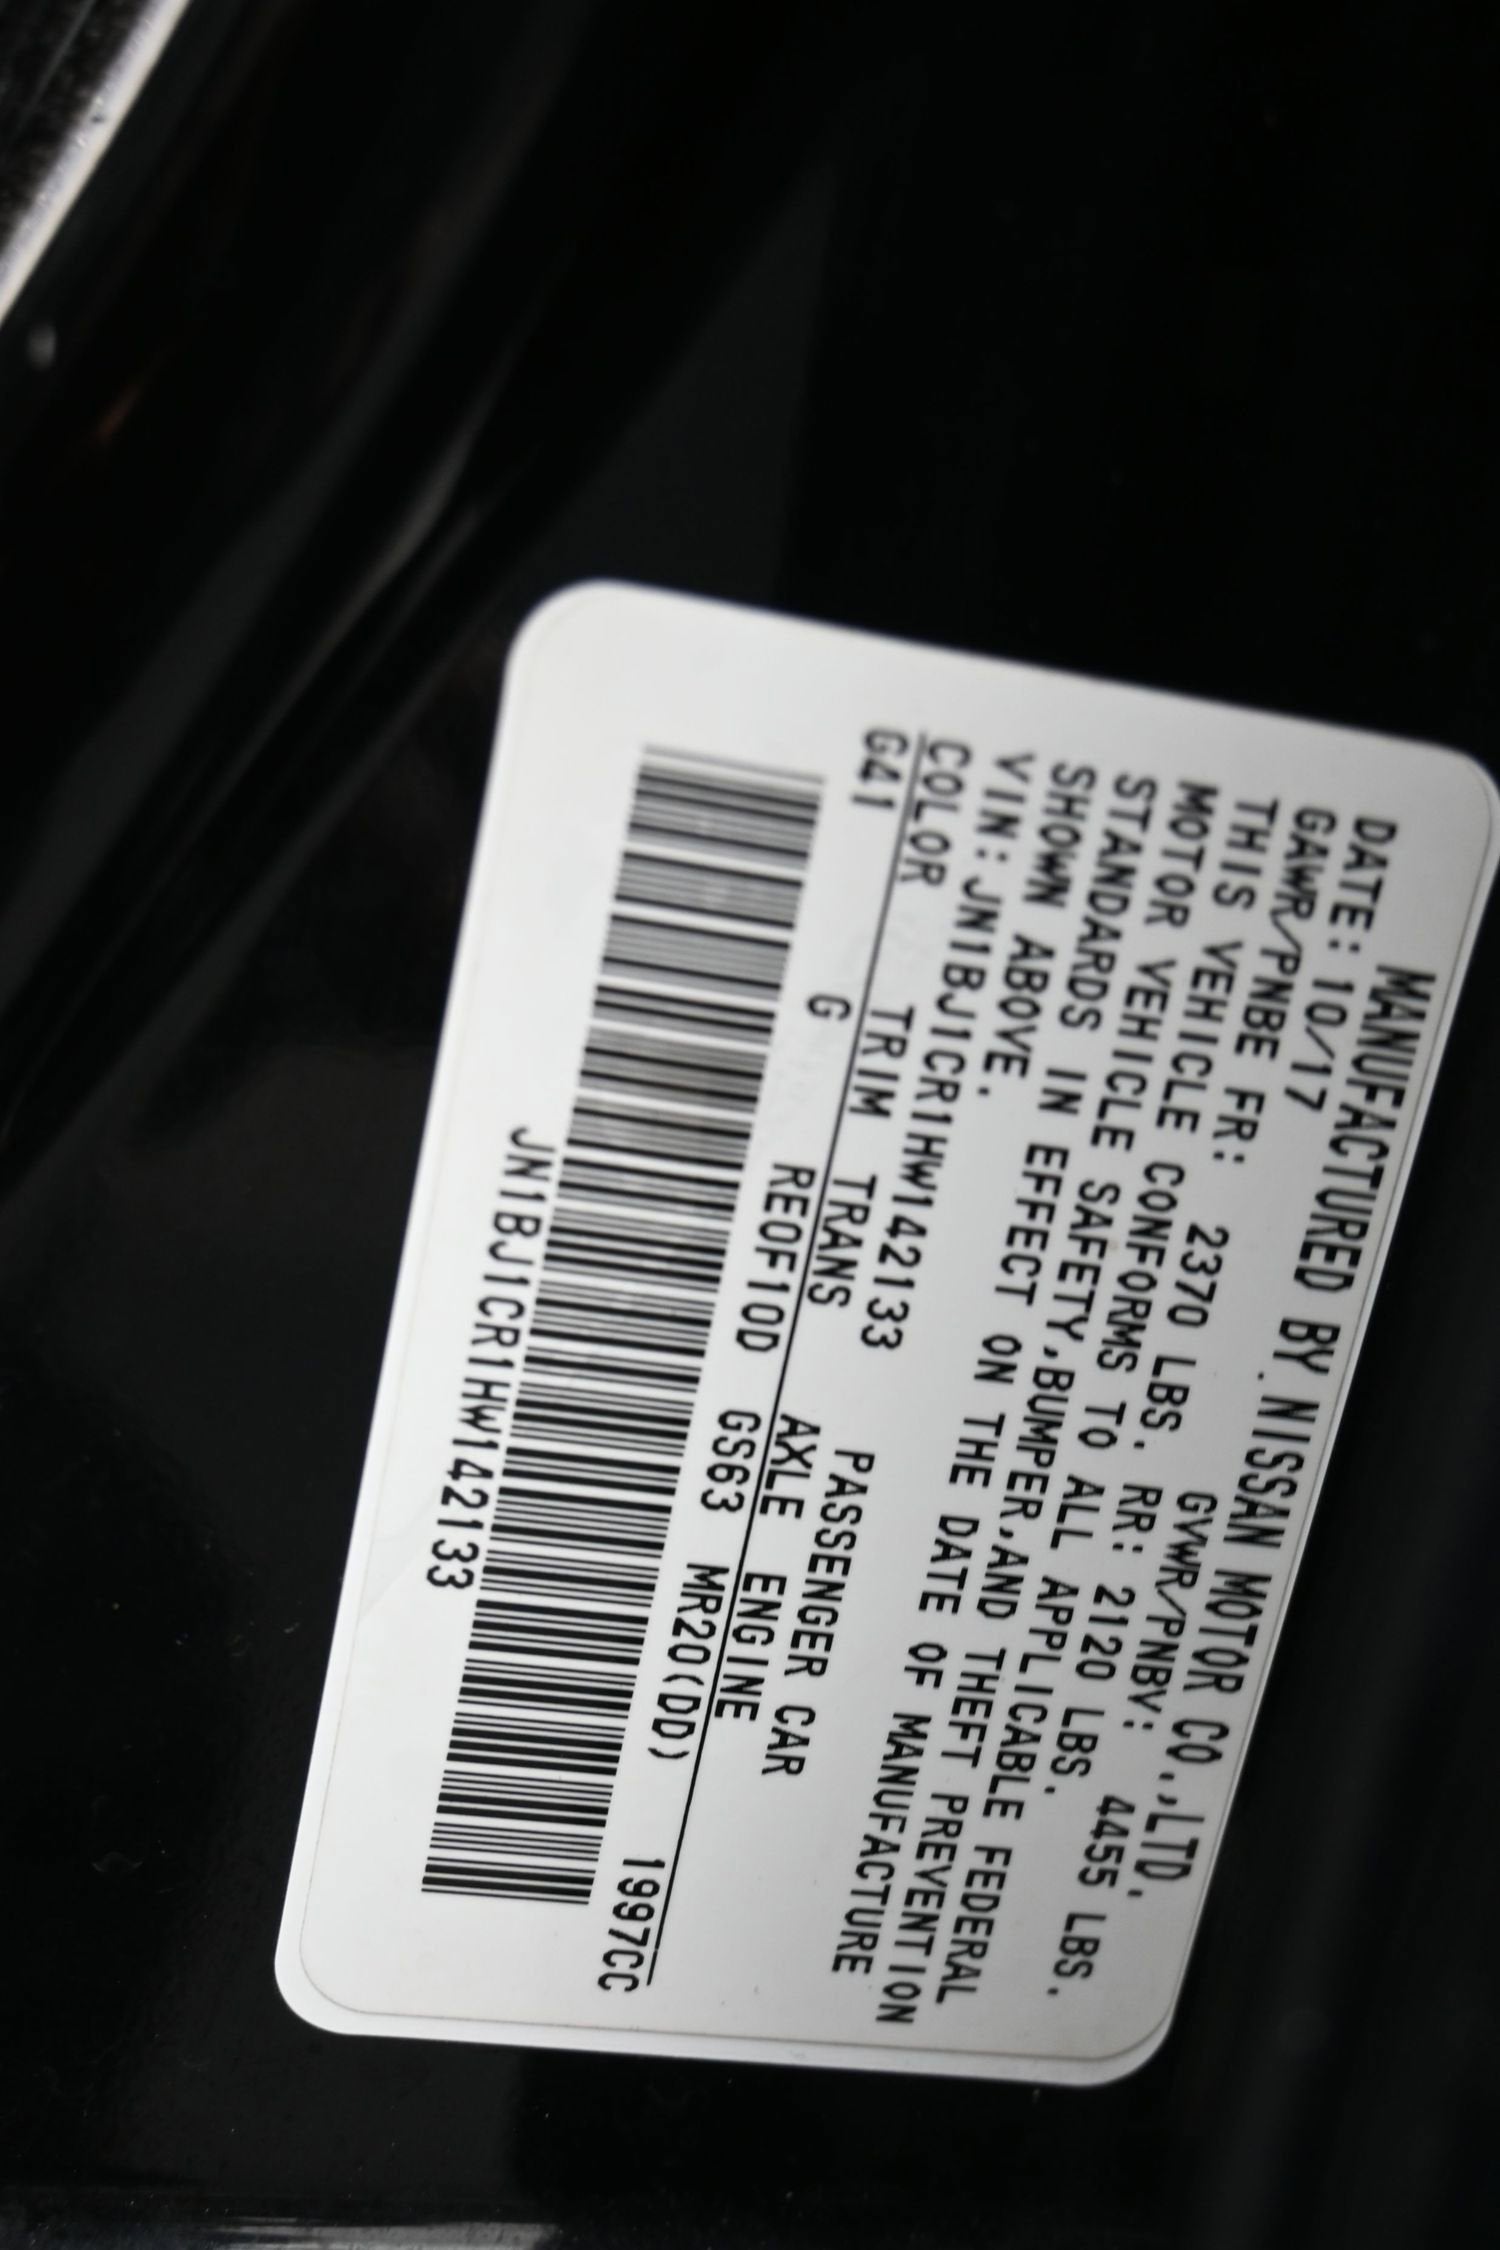 MANUFACTURED BY NISSAN MOTOR CO.,LTD.
DATE: 10/17 GVWR/PNBV: 4455 LBS.
GAWR/PNBE FR: 2370 LBS. RR: 2120 LBS.
THIS VEHICLE CONFORMS TO ALL APPLICABLE FEDERAL
MOTOR VEHICLE SAFETY,BUMPER,AND THEFT PREVENTION
STANDARDS IN EFFECT ON THE DATE OF MANUFACTURE
SHOWN ABOVE.
VIN:JN1BJ1CR1HW142133 PASSENGER CAR
COLOR TRIM TRANS AXLE ENGINE
G41 G RE0F10D GS63 MR20(DD) 1997CC
JN1BJ1CR1HW142133